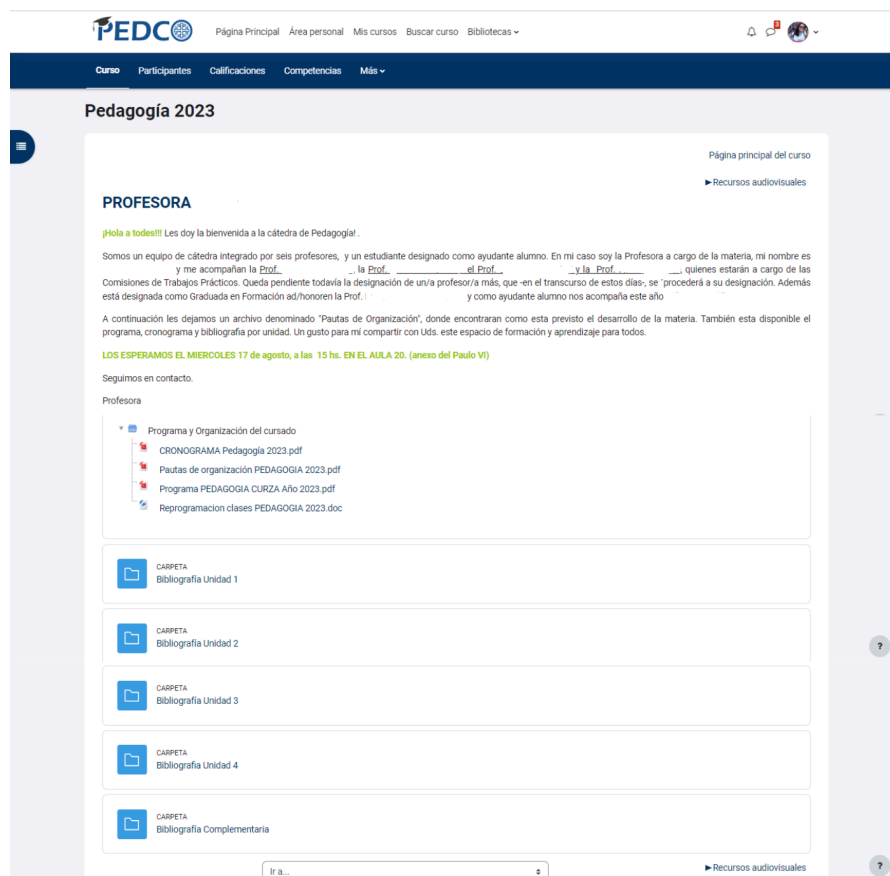 PEDCO
Página Principal Área personal Mis cursos Buscar curso Bibliotecas
3
Curso Participantes Calificaciones Competencias Más
Pedagogía 2023
Página principal del curso
►Recursos audiovisuales
PROFESORA
¡Hola a todes!!! Les doy la bienvenida a la cátedra de Pedagogía! .
Somos un equipo de cátedra integrado por seis profesores, y un estudiante designado como ayudante alumno. En mi caso soy la Profesora a cargo de la materia, mi nombre es
y me acompañan la Prof. , la Prof. el Prof. y la Prof. , quienes estarán a cargo de las
Comisiones de Trabajos Prácticos. Queda pendiente todavía la designación de un/a profesor/a más, que -en el transcurso de estos días-, se procederá a su designación. Además
está designada como Graduada en Formación ad/honoren la Prof. y como ayudante alumno nos acompaña este año
A continuación les dejamos un archivo denominado "Pautas de Organización", donde encontraran como esta previsto el desarrollo de la materia. También esta disponible el
programa, cronograma y bibliografia por unidad. Un gusto para mí compartir con Uds. este espacio de formación y aprendizaje para todos.
LOS ESPERAMOS EL MIERCOLES 17 de agosto, a las 15 hs. EN EL AULA 20. (anexo del Paulo VI)
Seguimos en contacto.
Profesora
Programa y Organización del cursado
CRONOGRAMA Pedagogía 2023.pdf
Pautas de organización PEDAGOGIA 2023.pdf
Programa PEDAGOGIA CURZA Año 2023.pdf
Reprogramacion clases PEDAGOGIA 2023.doc
CARPETA
Bibliografía Unidad 1
CARPETA
Bibliografía Unidad 2
?
CARPETA
Bibliografía Unidad 3
CARPETA
Bibliografia Unidad 4
CARPETA
Bibliografía Complementaria
Ir a...
►Recursos audiovisuales
?